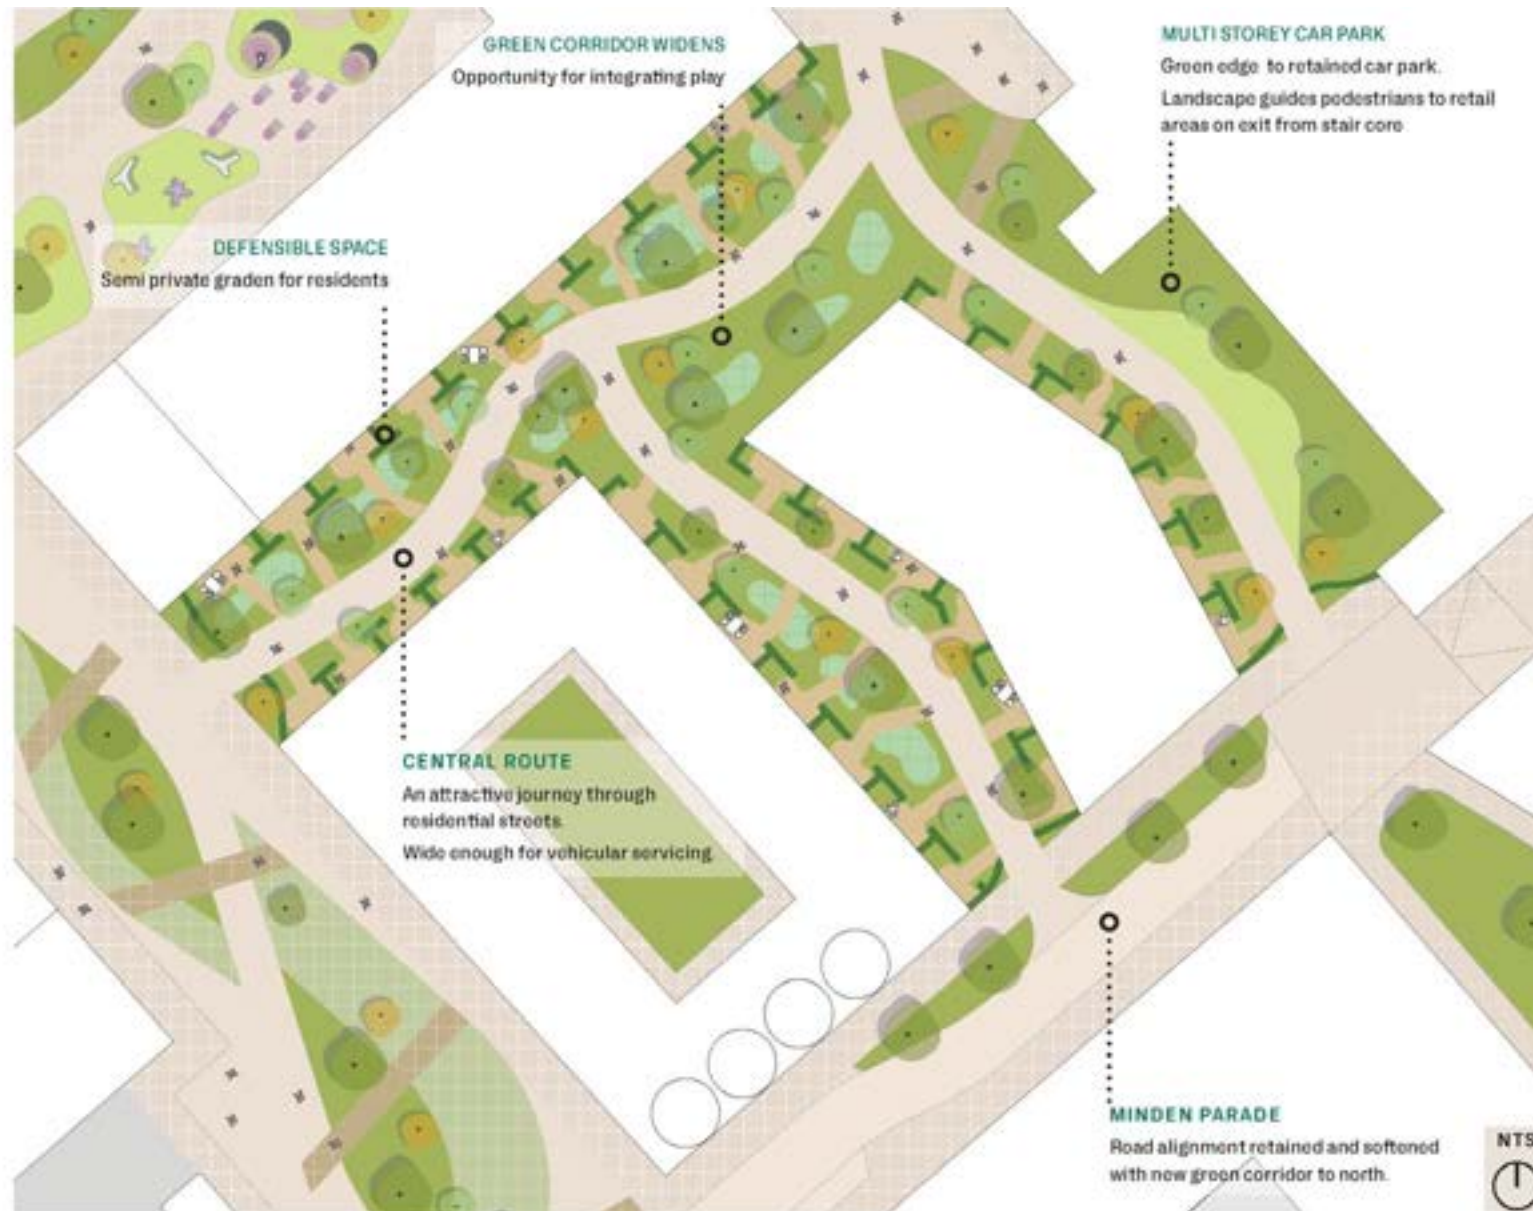 GREEN CORRIDOR WIDENS
Opportunity for integrating play
MULTI STOREY CAR PARK
Green edge to retained car park.
Landscape guides pedestrians to retail
areas on exit from stair core
DEFENSIBLE SPACE
Semi private graden for residents
CENTRAL ROUTE
An attractive journey through
residential streets
Wide enough for vehicular servicing.
MINDEN PARADE
Road alignment retained and softened
with new green corridor to north.
NTS